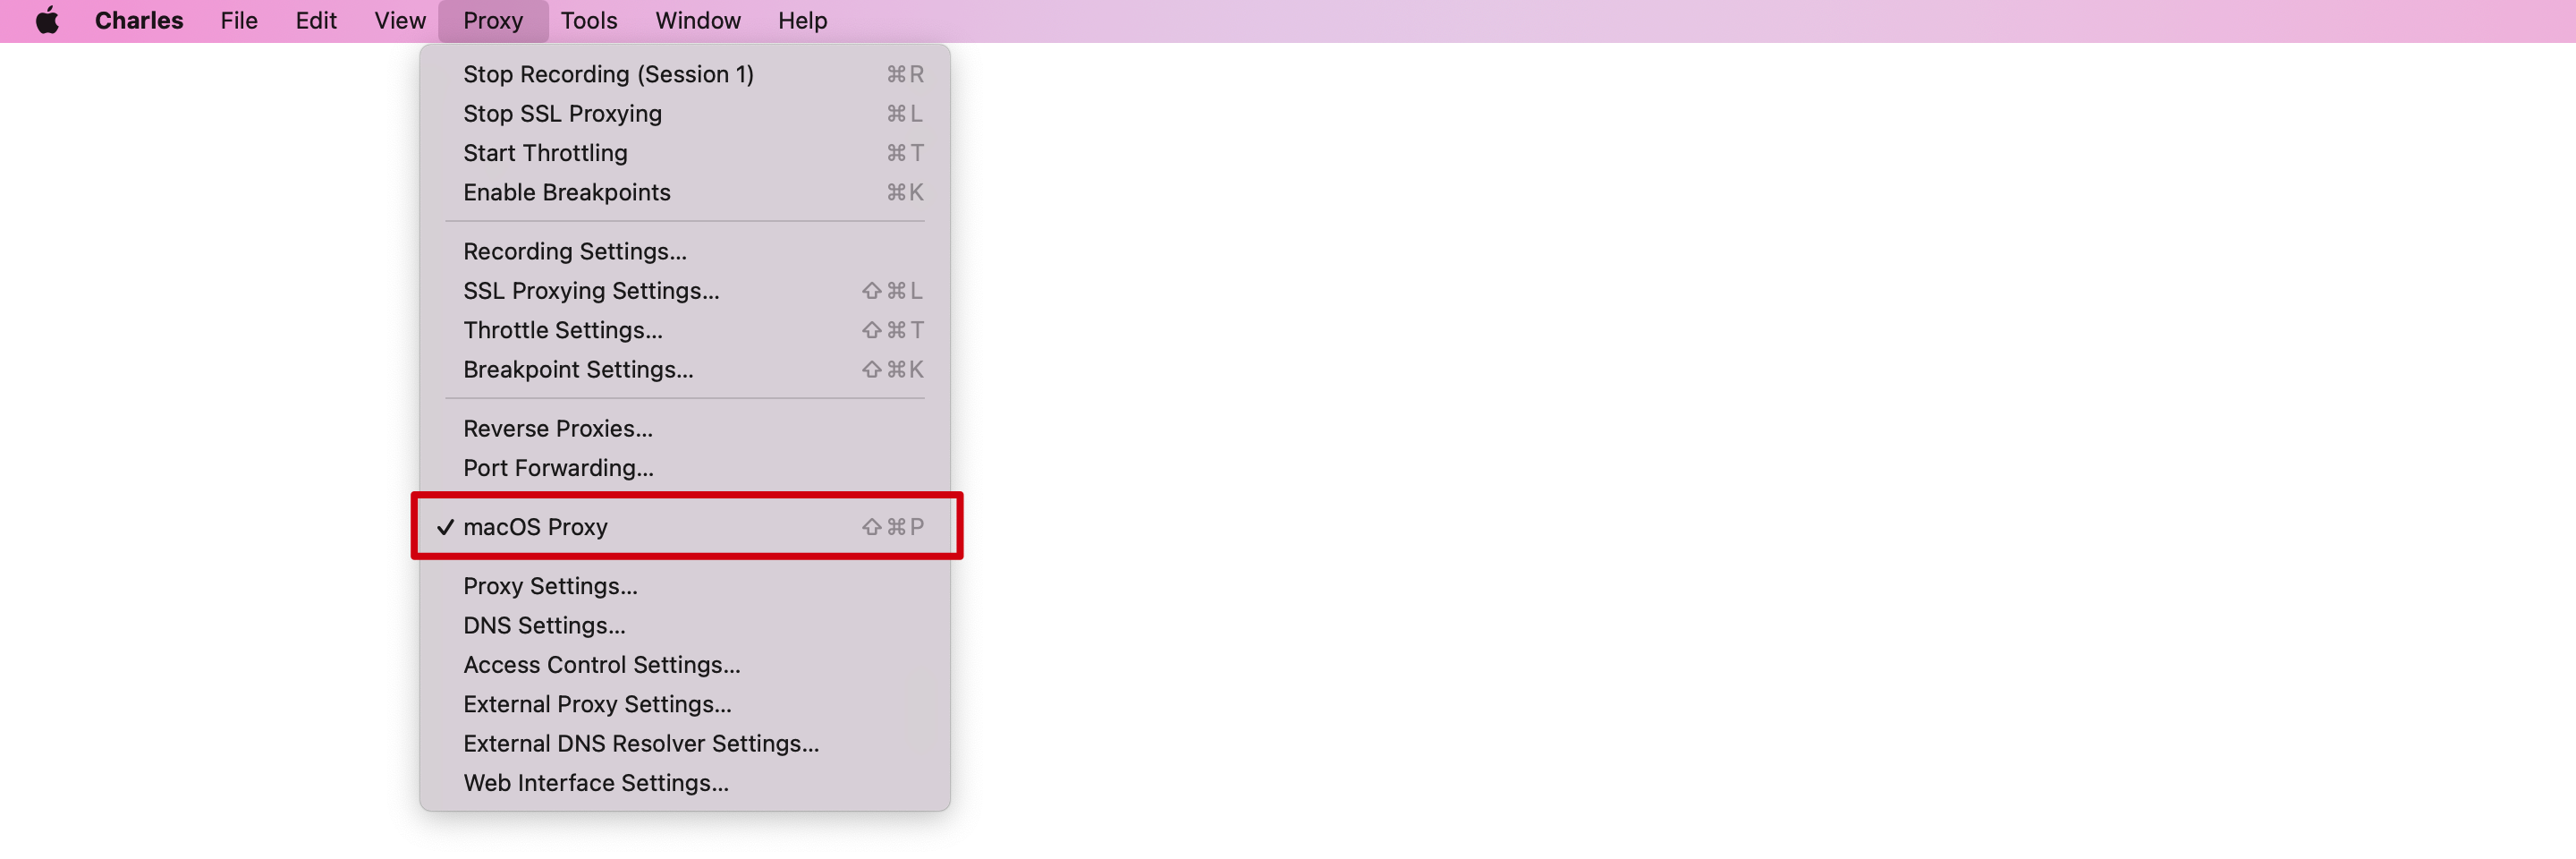 Charles File Edit View Proxy Tools Window Help
Stop Recording (Session 1) ⌘R
Stop SSL Proxying ⌘L
Start Throttling ⌘T
Enable Breakpoints ⌘K
Recording Settings...
SSL Proxying Settings... ⇧⌘L
Throttle Settings... ⇧⌘T
Breakpoint Settings... ⇧⌘K
Reverse Proxies...
Port Forwarding...
✓ macOS Proxy ⇧⌘P
Proxy Settings...
DNS Settings...
Access Control Settings...
External Proxy Settings...
External DNS Resolver Settings...
Web Interface Settings...